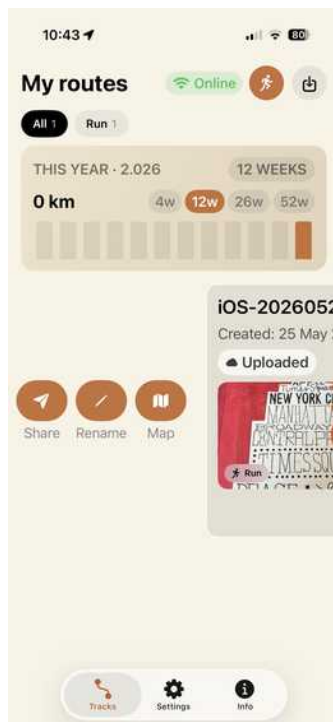 10:43
80
My routes
Online
All 1
Run 1
THIS YEAR · 2.026
12 WEEKS
0 km
4w
12w
26w
52w
iOS-2026052
Created: 25 May
Uploaded
NEW YORK C
MANHAT
BROADWAY
CENTRAL P
TIMES SQU
Run
Share
Rename
Map
Tracks
Settings
Info